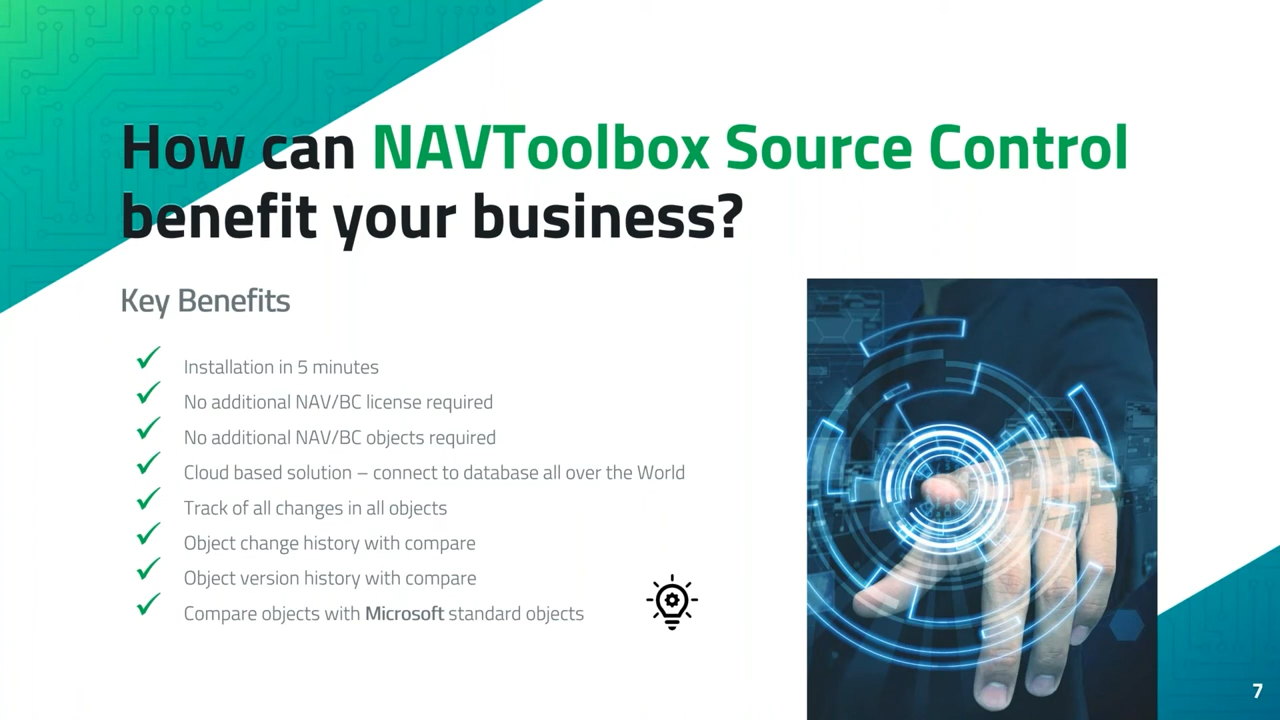 How can NAVToolbox Source Control
benefit your business?
Key Benefits
Installation in 5 minutes
No additional NAV/BC license required
No additional NAV/BC objects required
Cloud based solution – connect to database all over the World
Track of all changes in all objects
Object change history with compare
Object version history with compare
Compare objects with Microsoft standard objects
7